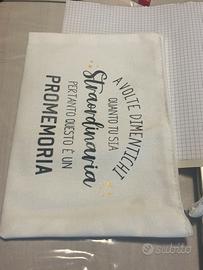 A VOLTE DIMENTICHI
QUANTO TU SIA
Straordinaria
PERTANTO QUESTO È UN
PROMEMORIA
subito